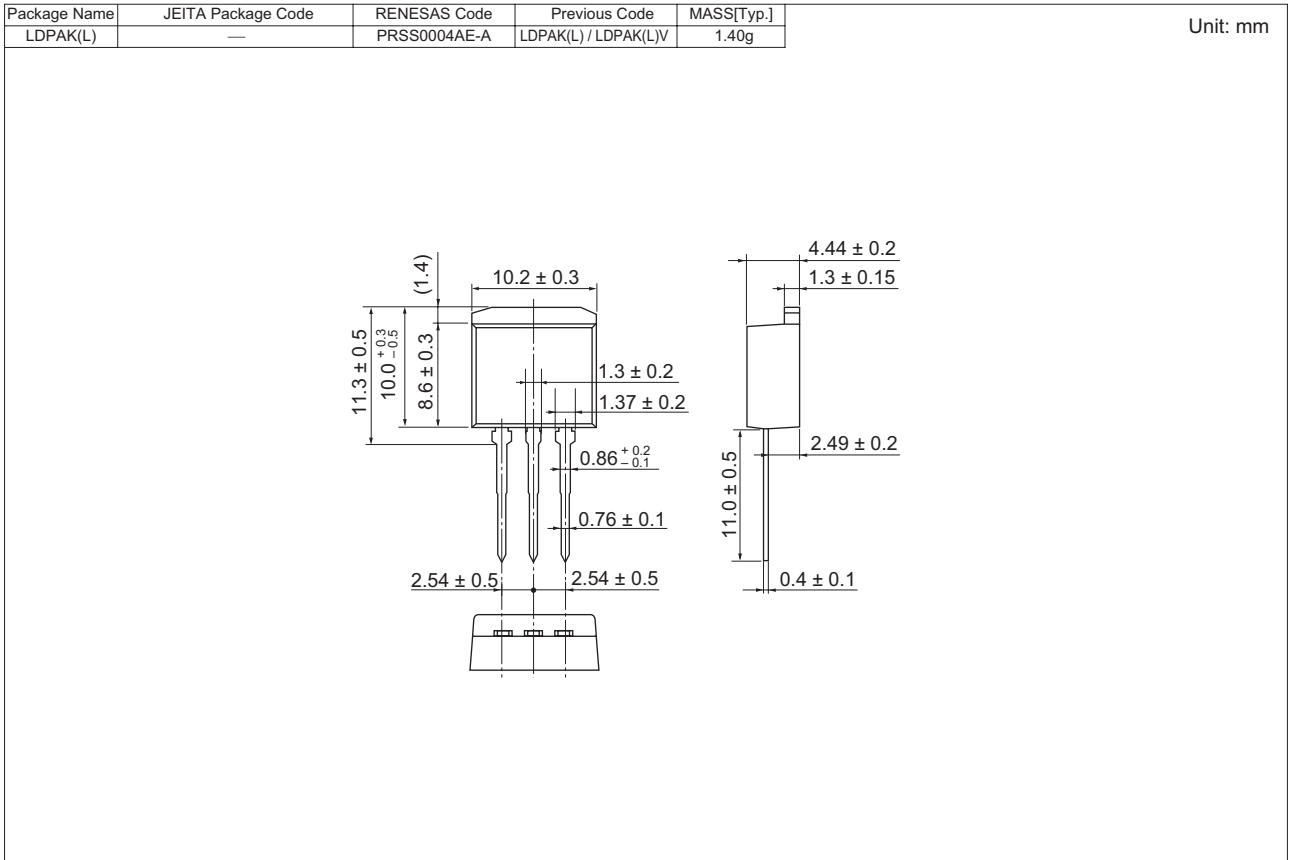 Package Name JEITA Package Code RENESAS Code Previous Code MASS[Typ.]
LDPAK(L) — PRSS0004AE-A LDPAK(L) / LDPAK(L)V 1.40g
Unit: mm
4.44 ± 0.2
(1.4)
10.2 ± 0.3
1.3 ± 0.15
11.3 ± 0.5
10.0 + 0.3 – 0.5
8.6 ± 0.3
1.3 ± 0.2
1.37 ± 0.2
2.49 ± 0.2
0.86 + 0.2 – 0.1
11.0 ± 0.5
0.76 ± 0.1
2.54 ± 0.5
2.54 ± 0.5
0.4 ± 0.1